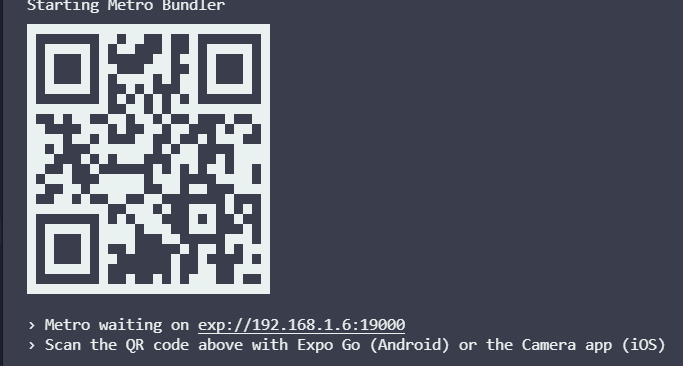 Starting Metro Bundler
› Metro waiting on exp://192.168.1.6:19000
› Scan the QR code above with Expo Go (Android) or the Camera app (iOS)